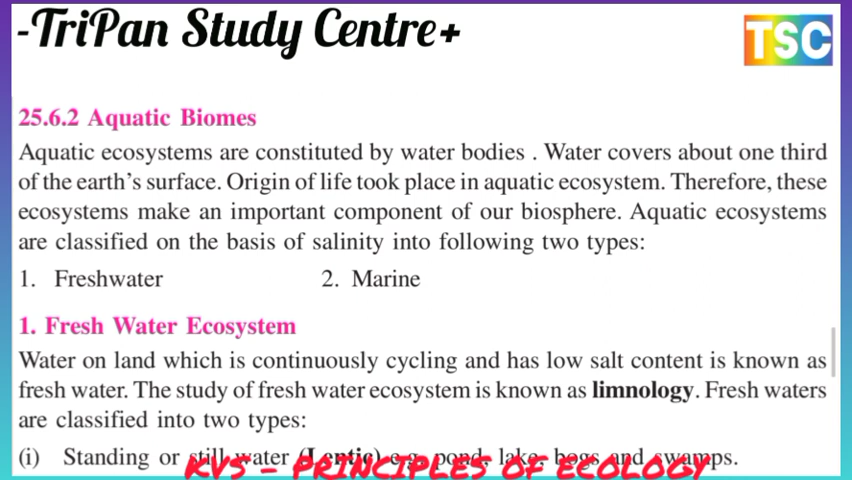 -TriPan Study Centre+
TSC
25.6.2 Aquatic Biomes
Aquatic ecosystems are constituted by water bodies . Water covers about one third
of the earth's surface. Origin of life took place in aquatic ecosystem. Therefore, these
ecosystems make an important component of our biosphere. Aquatic ecosystems
are classified on the basis of salinity into following two types:
1. Freshwater 2. Marine
1. Fresh Water Ecosystem
Water on land which is continuously cycling and has low salt content is known as
fresh water. The study of fresh water ecosystem is known as limnology. Fresh waters
are classified into two types:
(i) Standing or still water (Lentic) e.g. pond, lake, bogs and swamps.
KVS - PRINCIPLES OF ECOLOGY